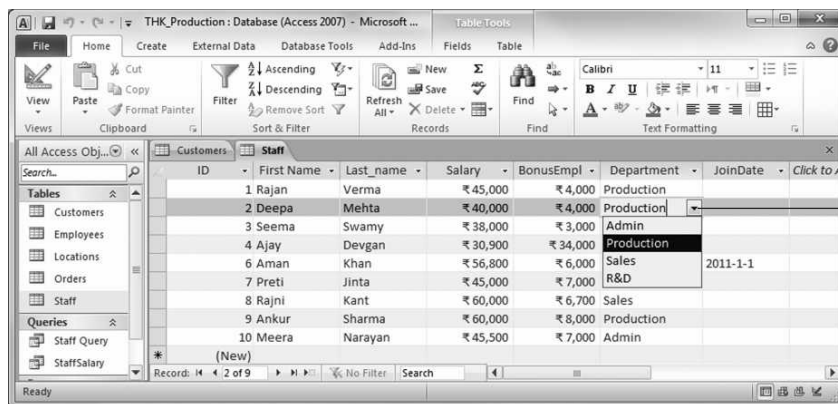 THK_Production : Database (Access 2007) - Microsoft ...
Table Tools
File Home Create External Data Database Tools Add-Ins Fields Table
View
Paste
Cut
Copy
Format Painter
Filter
Ascending
Descending
Remove Sort
Refresh All
New
Save
Delete
Find
Calibri 11
B I U
Views Clipboard Sort & Filter Records Find Text Formatting
All Access Obj...
Search...
Tables
Customers
Employees
Locations
Orders
Staff
Queries
Staff Query
StaffSalary
Customers Staff
ID First Name Last_name Salary BonusEmpl Department JoinDate Click to A
1 Rajan Verma ₹45,000 ₹4,000 Production
2 Deepa Mehta ₹40,000 ₹4,000 Production
3 Seema Swamy ₹38,000 ₹3,000
4 Ajay Devgan ₹30,900 ₹34,000
6 Aman Khan ₹56,800 ₹6,000 2011-1-1
7 Preti Jinta ₹45,000 ₹7,000
8 Rajni Kant ₹60,000 ₹6,700 Sales
9 Ankur Sharma ₹60,000 ₹8,000 Production
10 Meera Narayan ₹45,500 ₹7,000 Admin
(New)
Admin
Production
Sales
R&D
Record: 2 of 9 No Filter Search
Ready